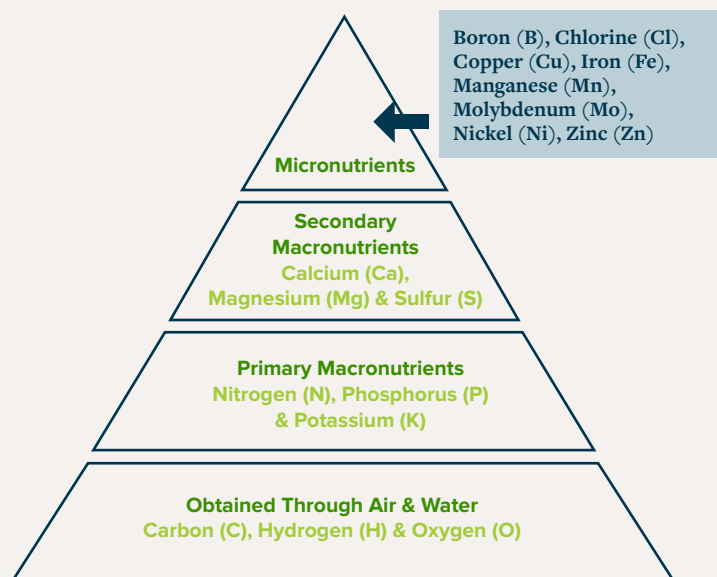 Boron (B), Chlorine (Cl),
Copper (Cu), Iron (Fe),
Manganese (Mn),
Molybdenum (Mo),
Nickel (Ni), Zinc (Zn)
Micronutrients
Secondary
Macronutrients
Calcium (Ca),
Magnesium (Mg) & Sulfur (S)
Primary Macronutrients
Nitrogen (N), Phosphorus (P)
& Potassium (K)
Obtained Through Air & Water
Carbon (C), Hydrogen (H) & Oxygen (O)